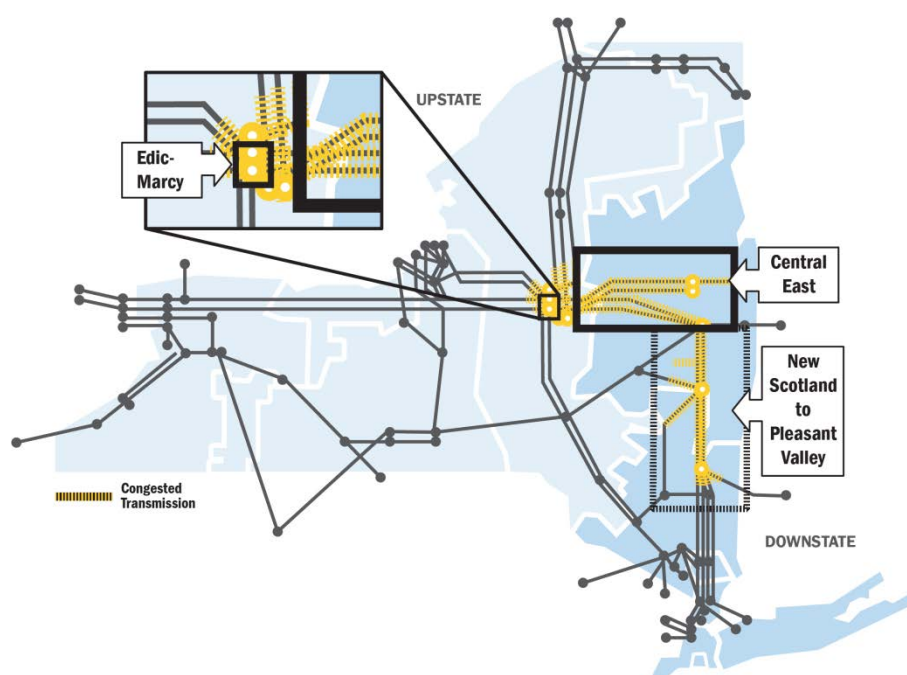 UPSTATE
Edic-
Marcy
Central
East
New
Scotland
to
Pleasant
Valley
Congested
Transmission
DOWNSTATE